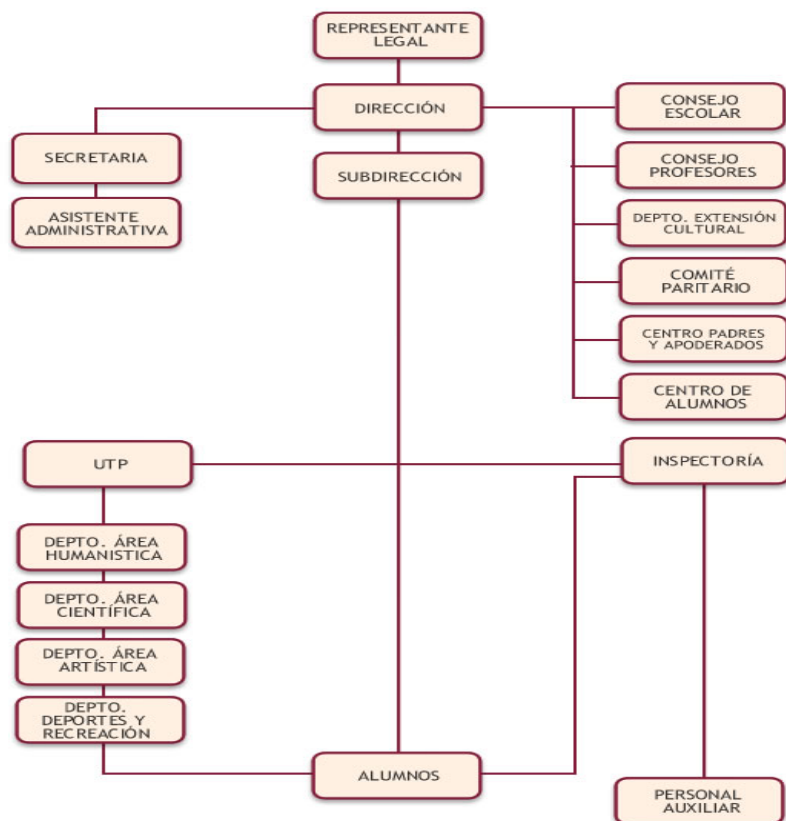 REPRESENTANTE
LEGAL
DIRECCIÓN
SUBDIRECCIÓN
SECRETARIA
ASISTENTE
ADMINISTRATIVA
CONSEJO
ESCOLAR
CONSEJO
PROFESORES
DEPTO. EXTENSIÓN
CULTURAL
COMITÉ
PARITARIO
CENTRO PADRES
Y APODERADOS
CENTRO DE
ALUMNOS
UTP
INSPECTORÍA
DEPTO. ÁREA
HUMANISTICA
DEPTO. ÁREA
CIENTÍFICA
DEPTO. ÁREA
ARTÍSTICA
DEPTO.
DEPORTES Y
RECREACIÓN
ALUMNOS
PERSONAL
AUXILIAR